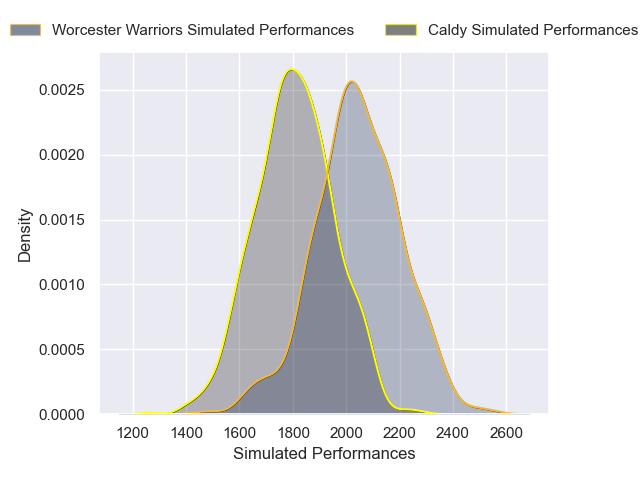 Worcester Warriors Simulated Performances
Caldy Simulated Performances
0.0025
0.0020
0.0015
0.0010
0.0005
0.0000
Density
1200 1400 1600 1800 2000 2200 2400 2600
Simulated Performances